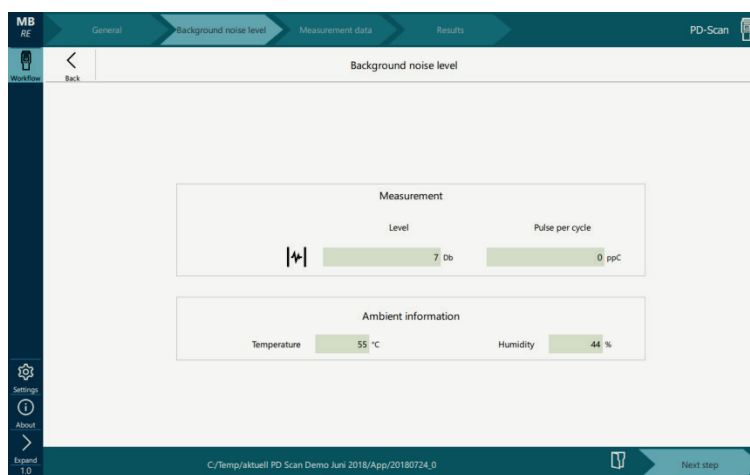 MB
RE
General
Background noise level
Measurement data
Results
PD-Scan
Workflow
Back
Background noise level
Measurement
Level
Pulse per cycle
7 Db
0 ppC
Ambient information
Temperature
55 °C
Humidity
44 %
Settings
About
Expand
1.0
C:/Temp/aktuell PD Scan Demo Juni 2018/App/20180724_0
Next step